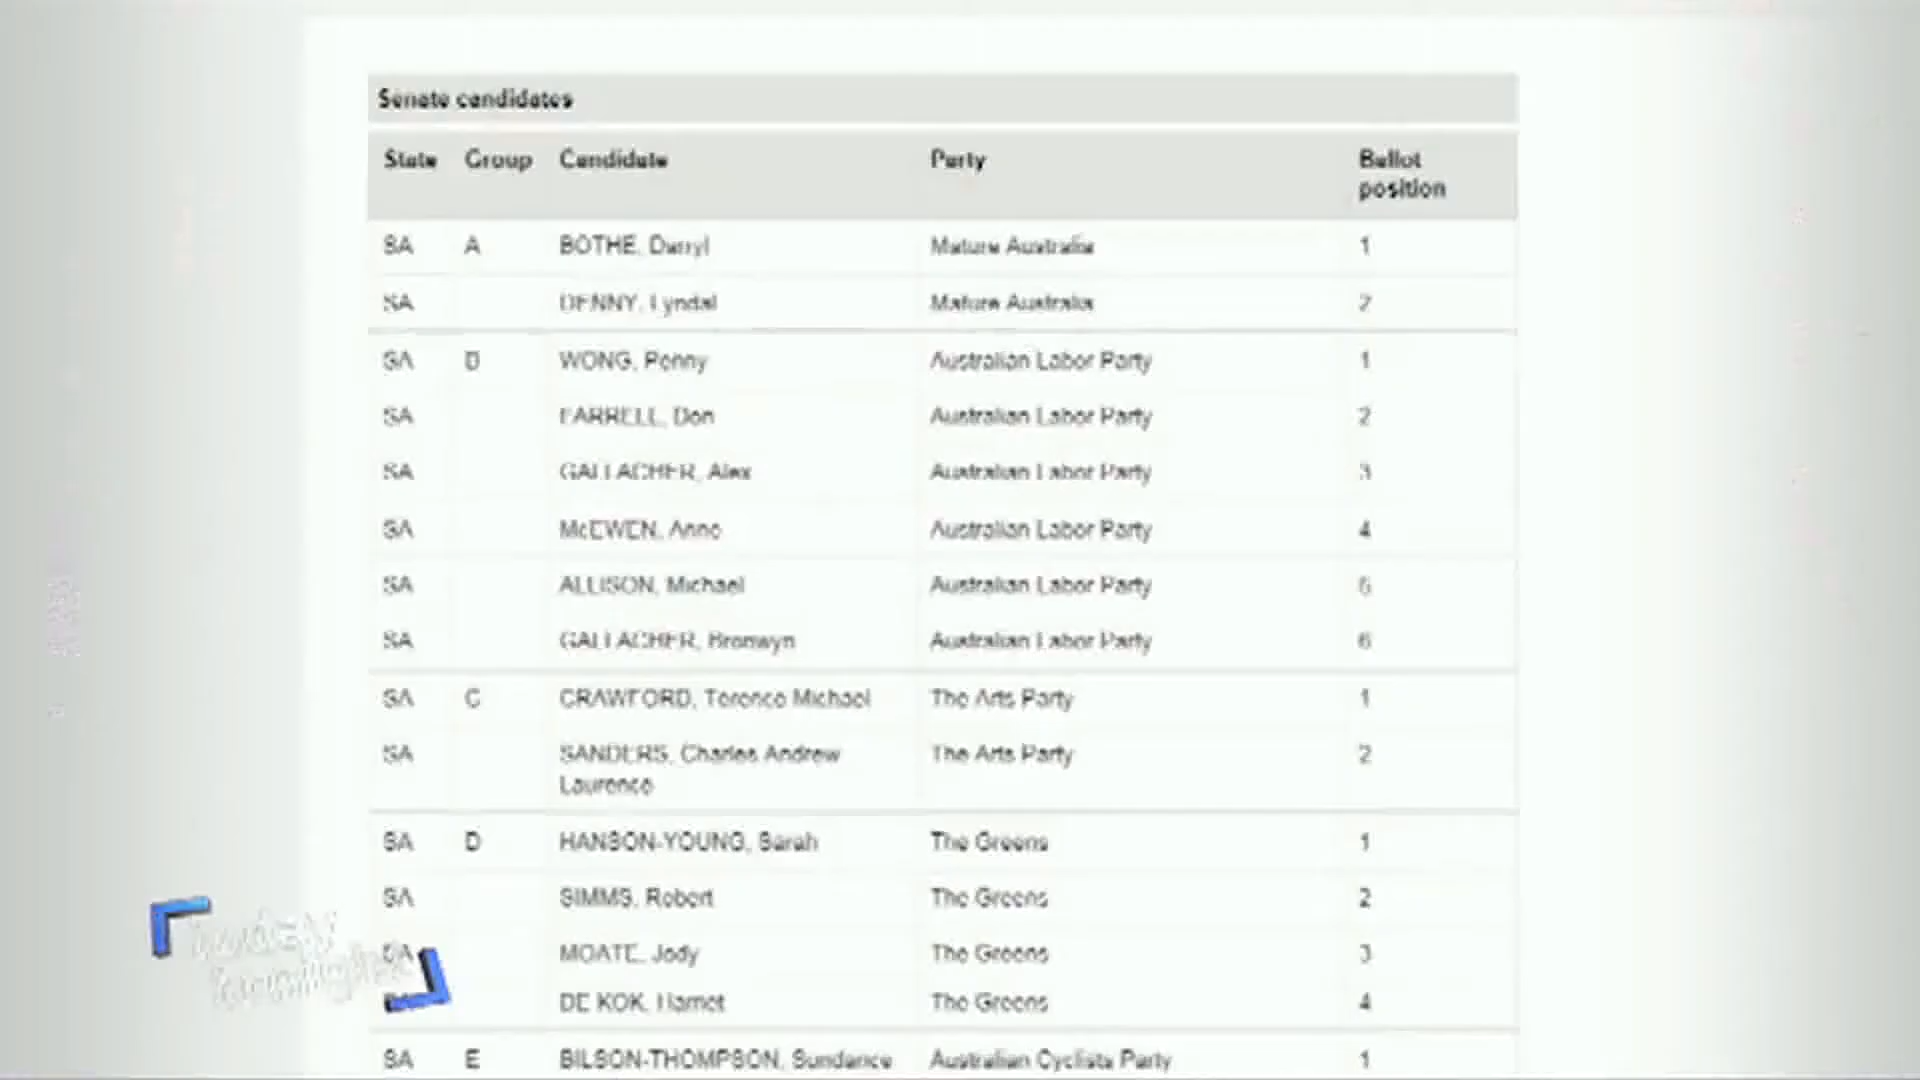 Senate candidates
State Group Candidate Party Ballot position
SA A BOTHE, Darryl Mature Australia 1
SA DENNY, Lyndal Mature Australia 2
SA B WONG, Penny Australian Labor Party 1
SA FARRELL, Don Australian Labor Party 2
SA GALLACHER, Alex Australian Labor Party 3
SA McEWEN, Anne Australian Labor Party 4
SA ALLISON, Michael Australian Labor Party 5
SA GALLACHER, Bronwyn Australian Labor Party 6
SA C CRAWFORD, Terence Michael The Arts Party 1
SA SANDERS, Charles Andrew The Arts Party 2
Laurence
SA D HANSON-YOUNG, Sarah The Greens 1
SA SIMMS, Robert The Greens 2
SA MOATE, Jody The Greens 3
DE KOK, Harriet The Greens 4
SA E BILSON-THOMPSON, Sundance Australian Cyclists Party 1
today
tonight